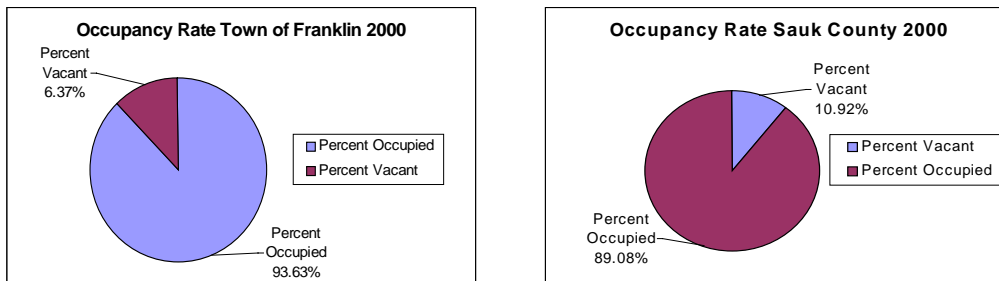 Occupancy Rate Town of Franklin 2000
Percent
Vacant
6.37%
Percent Occupied
Percent Vacant
Percent
Occupied
93.63%
Occupancy Rate Sauk County 2000
Percent
Vacant
10.92%
Percent Vacant
Percent Occupied
Percent
Occupied
89.08%